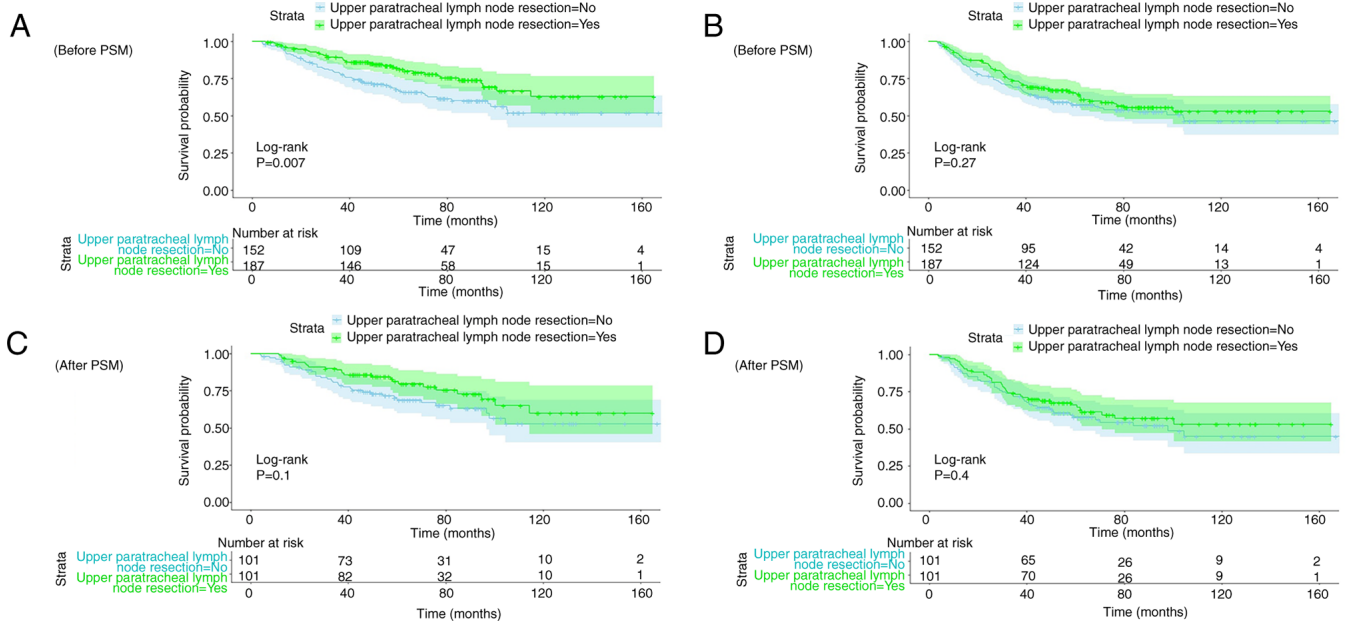 A
(Before PSM)
Strata
Upper paratracheal lymph node resection=No
Upper paratracheal lymph node resection=Yes
Survival probability
1.00
0.75
0.50
0.25
0.00
Log-rank
P=0.007
0 40 80 120 160
Time (months)
Number at risk
Strata
Upper paratracheal lymph
node resection=No
152 109 47 15 4
Upper paratracheal lymph
node resection=Yes
187 146 58 15 1
0 40 80 120 160
Time (months)
B
(Before PSM)
Strata
Upper paratracheal lymph node resection=No
Upper paratracheal lymph node resection=Yes
Survival probability
1.00
0.75
0.50
0.25
0.00
Log-rank
P=0.27
0 40 80 120 160
Time (months)
Number at risk
Strata
Upper paratracheal lymph
node resection=No
152 95 42 14 4
Upper paratracheal lymph
node resection=Yes
187 124 49 13 1
0 40 80 120 160
Time (months)
C
(After PSM)
Strata
Upper paratracheal lymph node resection=No
Upper paratracheal lymph node resection=Yes
Survival probability
1.00
0.75
0.50
0.25
0.00
Log-rank
P=0.1
0 40 80 120 160
Time (months)
Number at risk
Strata
Upper paratracheal lymph
node resection=No
101 73 31 10 2
Upper paratracheal lymph
node resection=Yes
101 82 32 10 1
0 40 80 120 160
Time (months)
D
(After PSM)
Strata
Upper paratracheal lymph node resection=No
Upper paratracheal lymph node resection=Yes
Survival probability
1.00
0.75
0.50
0.25
0.00
Log-rank
P=0.4
0 40 80 120 160
Time (months)
Number at risk
Strata
Upper paratracheal lymph
node resection=No
101 65 26 9 2
Upper paratracheal lymph
node resection=Yes
101 70 26 9 1
0 40 80 120 160
Time (months)